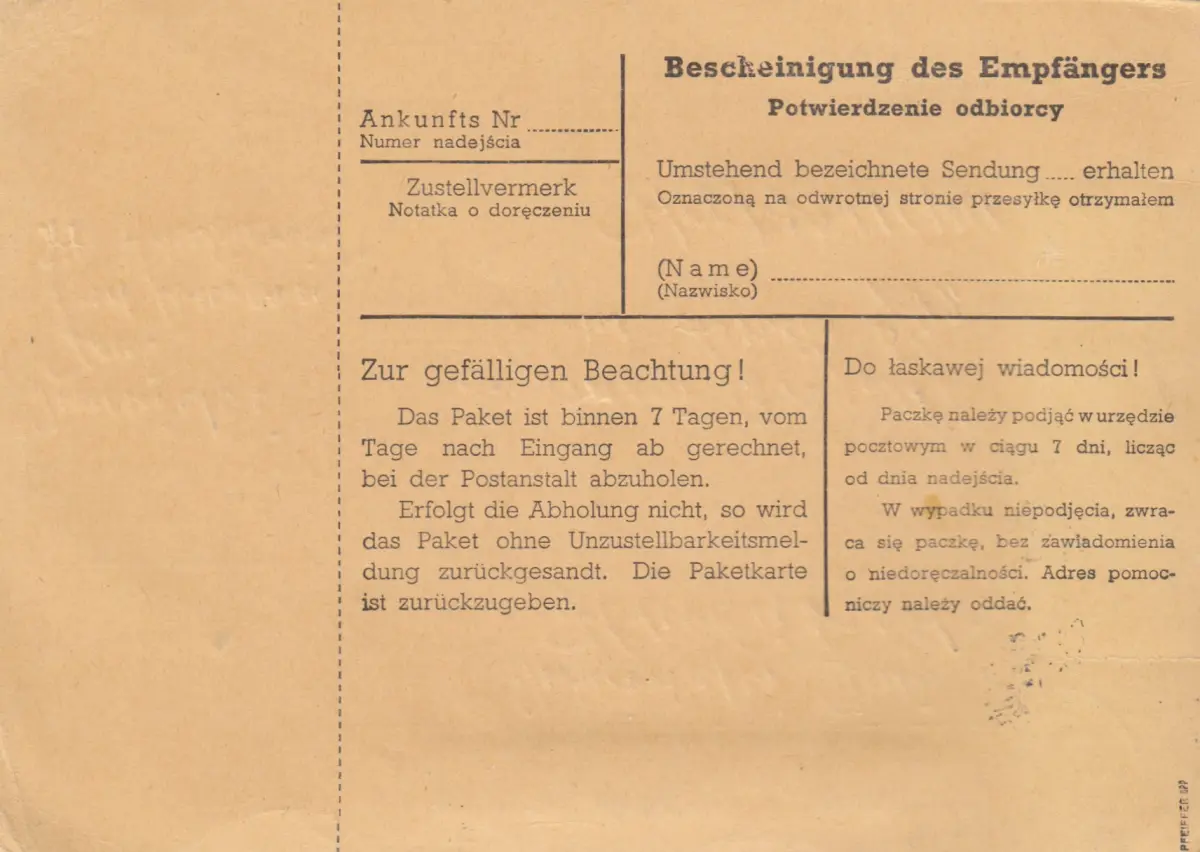 Ankunfts Nr
Numer nadejścia
Zustellvermerk
Notatka o doręczeniu
Bescheinigung des Empfängers
Potwierdzenie odbiorcy
Umstehend bezeichnete Sendung..... erhalten
Oznaczoną na odwrotnej stronie przesyłkę otrzymałem
(Name)
(Nazwisko)
Zur gefälligen Beachtung!
Das Paket ist binnen 7 Tagen, vom
Tage nach Eingang ab gerechnet,
bei der Postanstalt abzuholen.
Erfolgt die Abholung nicht, so wird
das Paket ohne Unzustellbarkeitsmel-
dung zurückgesandt. Die Paketkarte
ist zurückzugeben.
Do łaskawej wiadomości!
Paczkę należy podjąć w urzędzie
pocztowym w ciągu 7 dni, licząc
od dnia nadejścia.
W wypadku niepodjęcia, zwra-
ca się paczkę, bez zawiadomienia
o niedoręczalności. Adres pomoc-
niczy należy oddać.
PFEIFFER